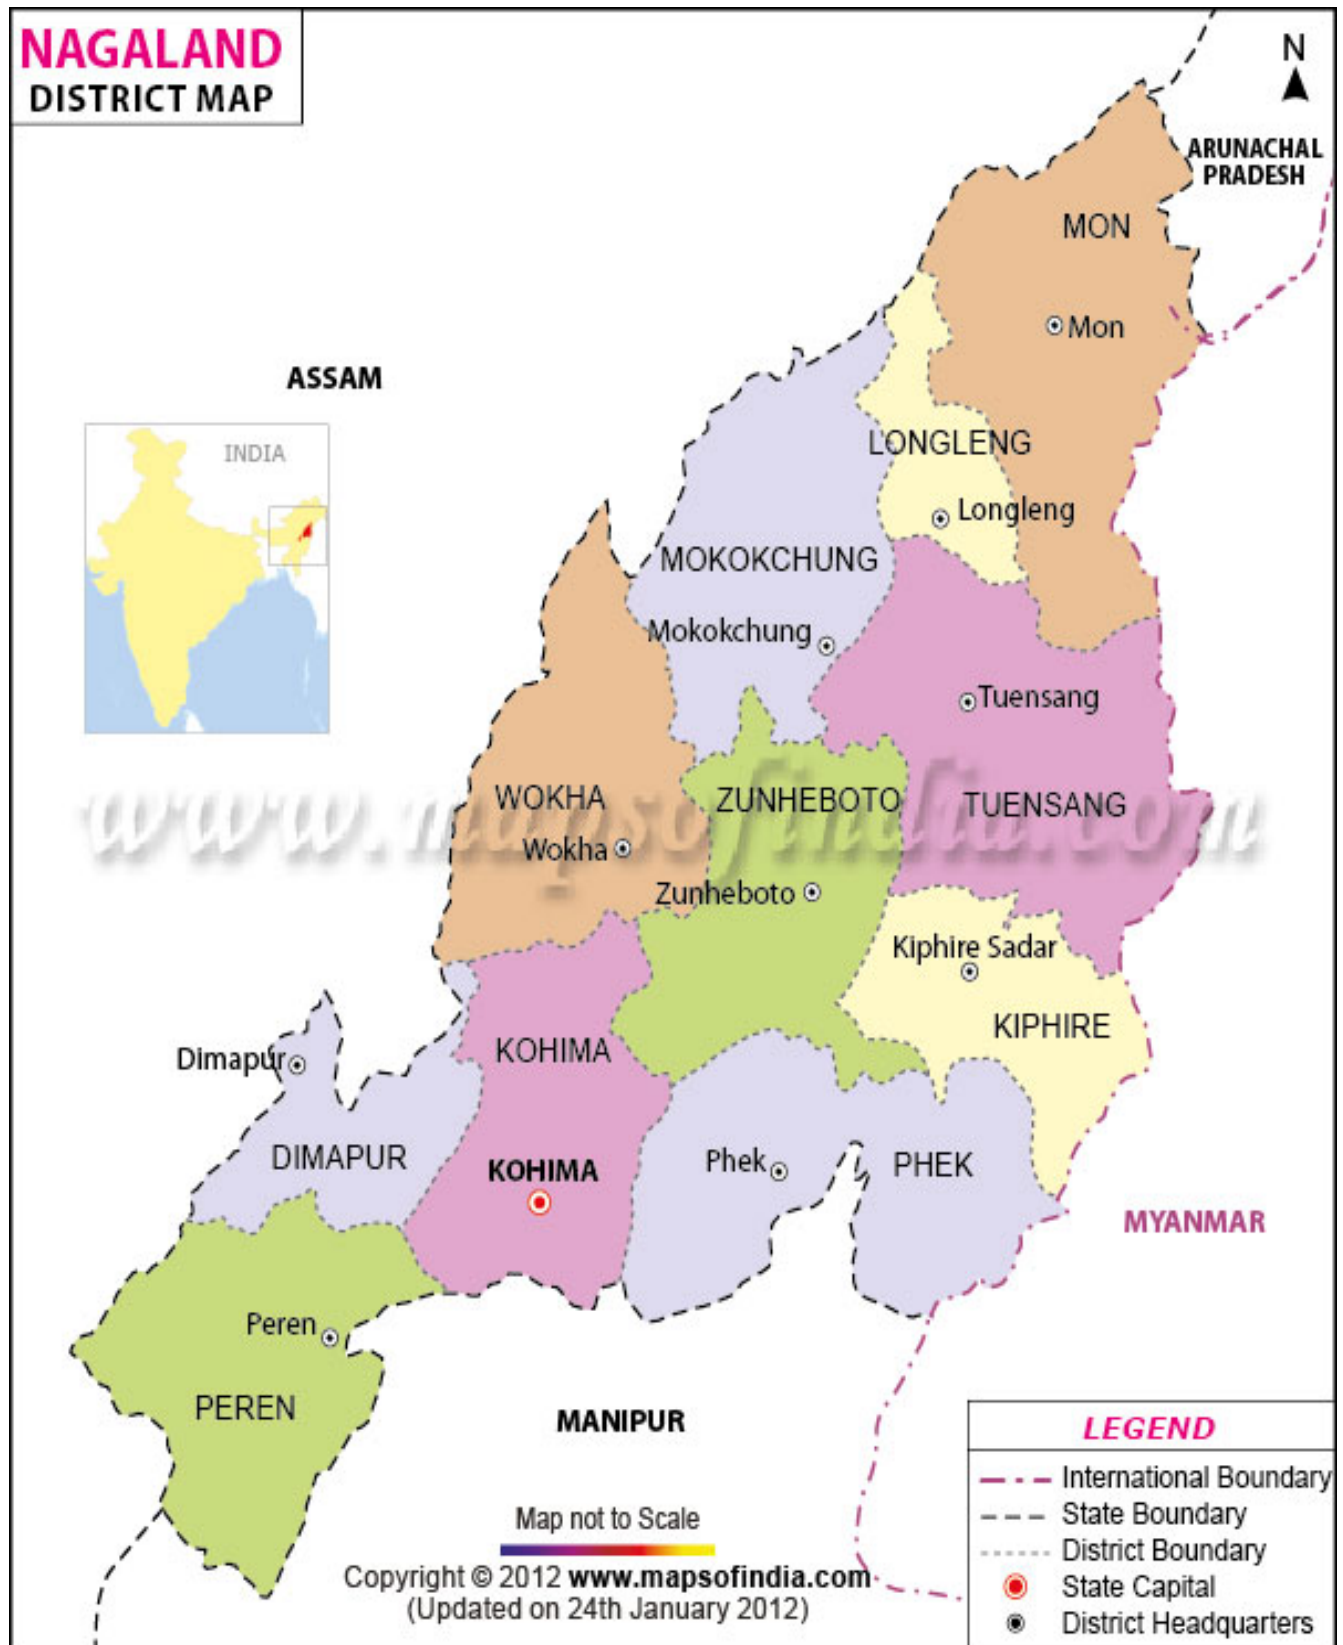 NAGALAND
DISTRICT MAP
N
ARUNACHAL
PRADESH
MON
Mon
ASSAM
INDIA
LONGLENG
Longleng
MOKOKCHUNG
Mokokchung
Tuensang
WOKHA
ZUNHEBOTO
TUENSANG
www.mapsofindia.com
Wokha
Zunheboto
Kiphire Sadar
KIPHIRE
KOHIMA
Dimapur
DIMAPUR
KOHIMA
Phek
PHEK
MYANMAR
Peren
PEREN
MANIPUR
LEGEND
International Boundary
State Boundary
District Boundary
State Capital
District Headquarters
Map not to Scale
Copyright © 2012 www.mapsofindia.com
(Updated on 24th January 2012)